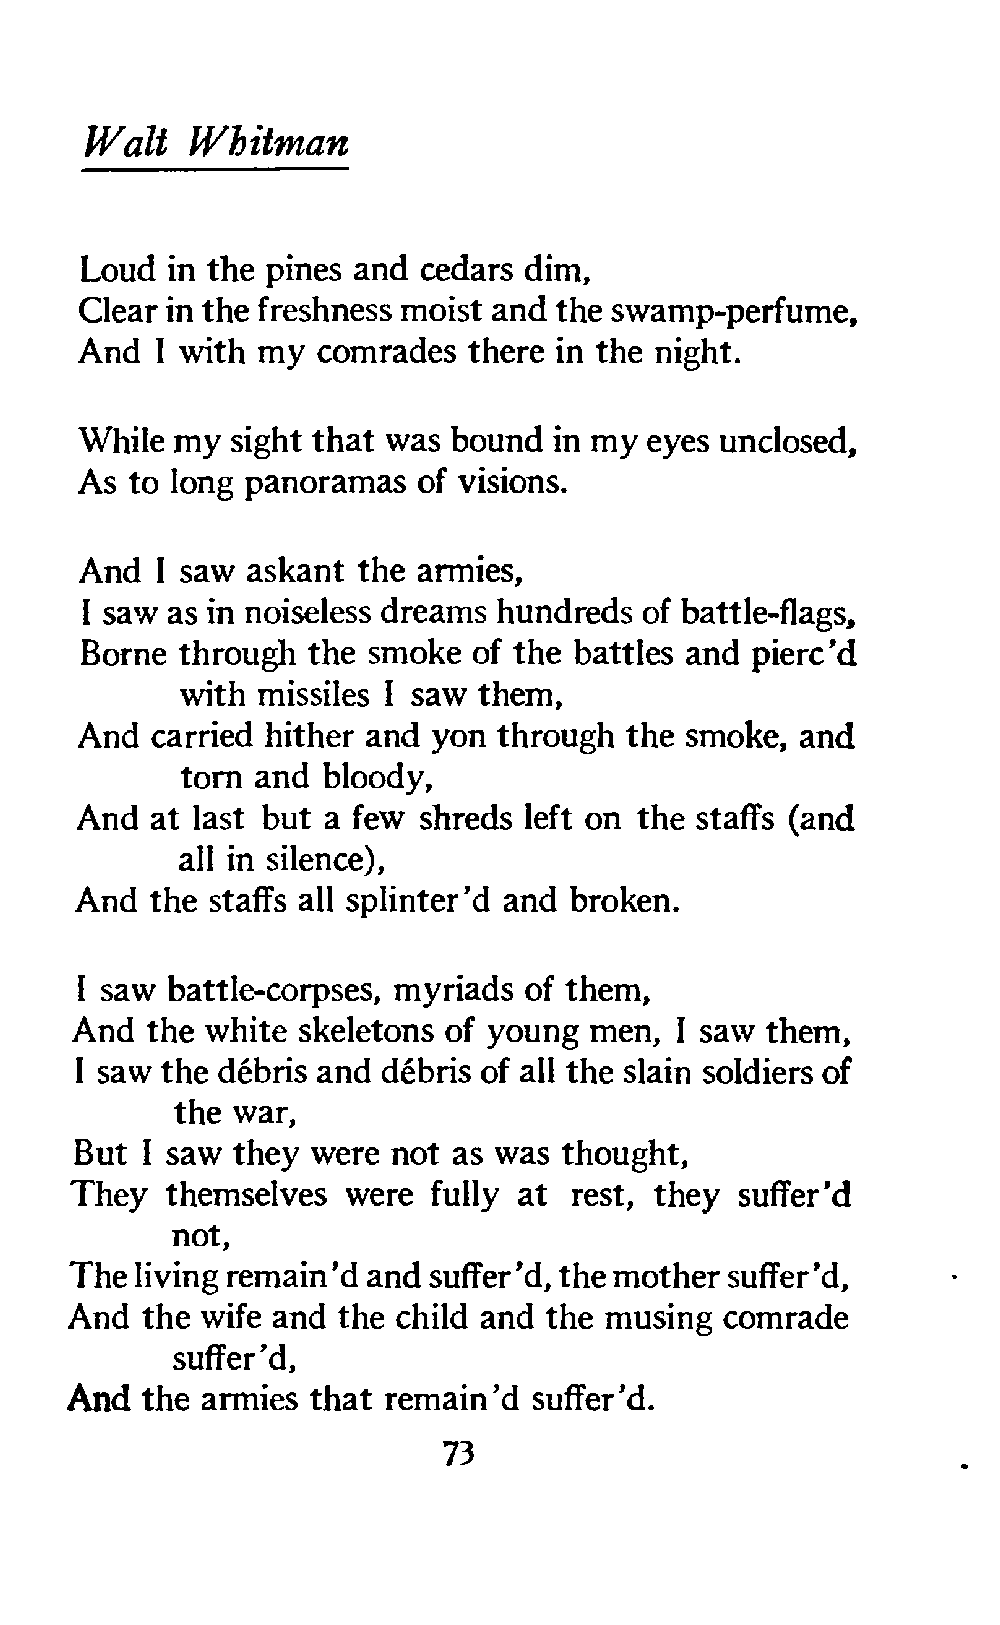 Walt Whitman
Loud in the pines and cedars dim,
Clear in the freshness moist and the swamp-perfume,
And I with my comrades there in the night.
While my sight that was bound in my eyes unclosed,
As to long panoramas of visions.
And I saw askant the armies,
I saw as in noiseless dreams hundreds of battle-flags,
Borne through the smoke of the battles and pierc'd
with missiles I saw them,
And carried hither and yon through the smoke, and
torn and bloody,
And at last but a few shreds left on the staffs (and
all in silence),
And the staffs all splinter'd and broken.
I saw battle-corpses, myriads of them,
And the white skeletons of young men, I saw them,
I saw the débris and débris of all the slain soldiers of
the war,
But I saw they were not as was thought,
They themselves were fully at rest, they suffer'd
not,
The living remain'd and suffer'd, the mother suffer'd,
And the wife and the child and the musing comrade
suffer'd,
And the armies that remain'd suffer'd.
73